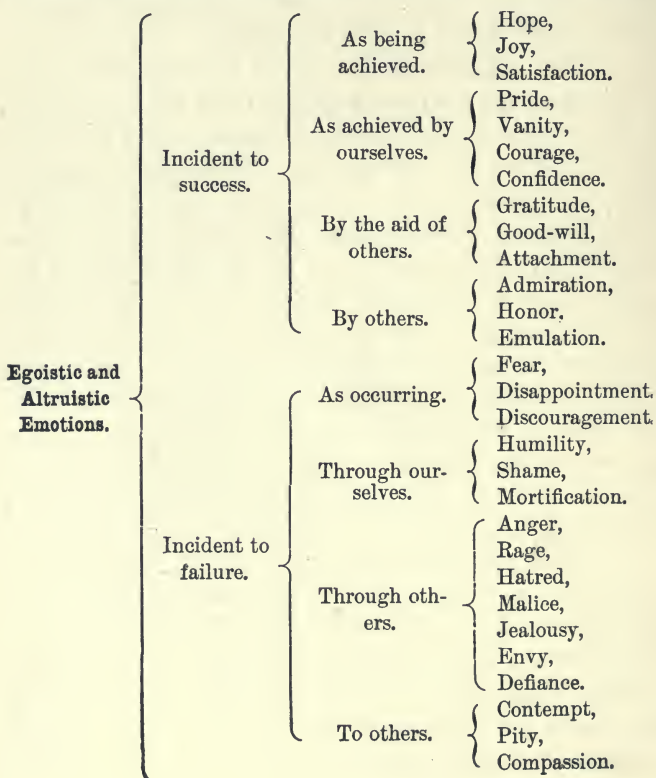 Egoistic and
Altruistic
Emotions.
Incident to
success.
As being
achieved.
Hope,
Joy,
Satisfaction.
As achieved by
ourselves.
Pride,
Vanity,
Courage,
Confidence.
By the aid of
others.
Gratitude,
Good-will,
Attachment.
By others.
Admiration,
Honor,
Emulation.
Incident to
failure.
As occurring.
Fear,
Disappointment.
Discouragement.
Through our-
selves.
Humility,
Shame,
Mortification.
Through oth-
ers.
Anger,
Rage,
Hatred,
Malice,
Jealousy,
Envy,
Defiance.
To others.
Contempt,
Pity,
Compassion.